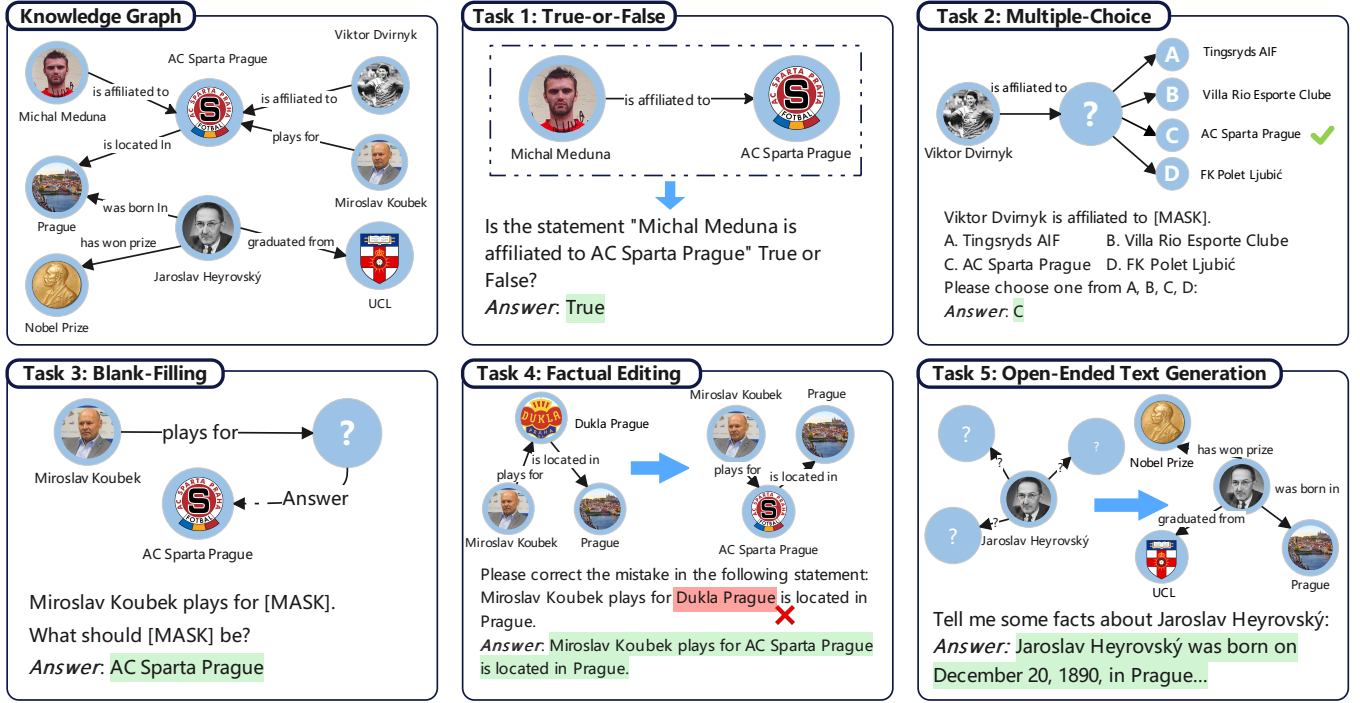 Knowledge Graph
Viktor Dvirnyk
AC Sparta Prague
is affiliated to
is affiliated to
Michal Meduna
plays for
is located In
Miroslav Koubek
was born In
Prague
has won prize
graduated from
Jaroslav Heyrovský
UCL
Nobel Prize
Task 1: True-or-False
is affiliated to
Michal Meduna
AC Sparta Prague
Is the statement "Michal Meduna is
affiliated to AC Sparta Prague" True or
False?
Answer: True
Task 2: Multiple-Choice
A Tingsryds AIF
is affiliated to
?
B Villa Rio Esporte Clube
C AC Sparta Prague
Viktor Dvirnyk
D FK Polet Ljubić
Viktor Dvirnyk is affiliated to [MASK].
A. Tingsryds AIF B. Villa Rio Esporte Clube
C. AC Sparta Prague D. FK Polet Ljubić
Please choose one from A, B, C, D:
Answer: C
Task 3: Blank-Filling
plays for
?
Miroslav Koubek
Answer
AC Sparta Prague
Miroslav Koubek plays for [MASK].
What should [MASK] be?
Answer: AC Sparta Prague
Task 4: Factual Editing
DUKLA
PRAHA
Dukla Prague
is located in
plays for
Miroslav Koubek
Prague
Miroslav Koubek
Prague
plays for
is located in
AC Sparta Prague
Please correct the mistake in the following statement:
Miroslav Koubek plays for Dukla Prague is located in
Prague.
Answer: Miroslav Koubek plays for AC Sparta Prague
is located in Prague.
Task 5: Open-Ended Text Generation
?
?
?
?
?
?
Jaroslav Heyrovský
Nobel Prize
has won prize
was born in
graduated from
UCL
Prague
Tell me some facts about Jaroslav Heyrovský:
Answer: Jaroslav Heyrovský was born on
December 20, 1890, in Prague...